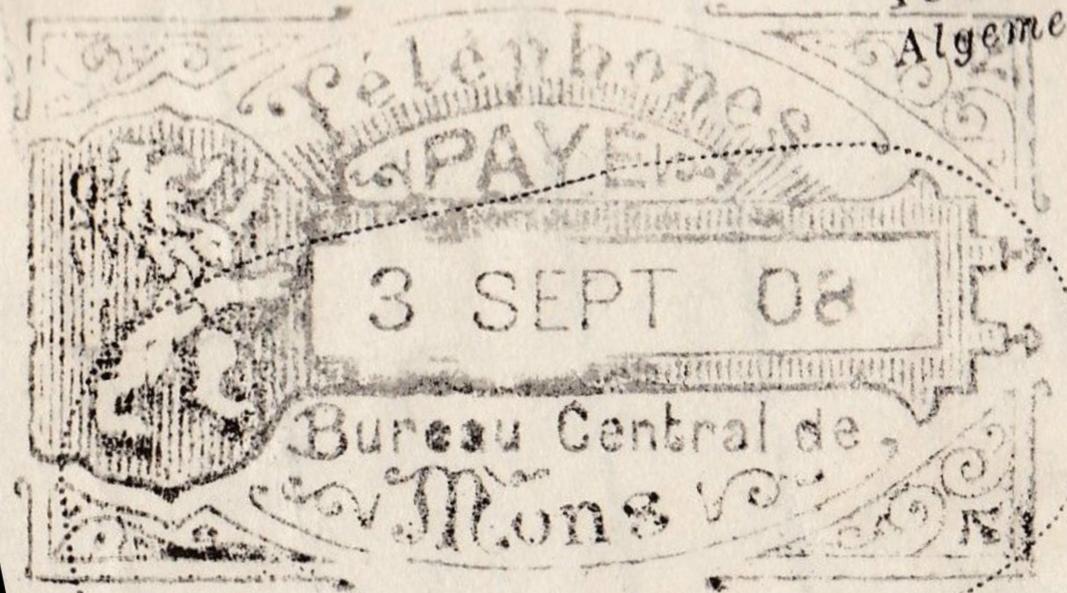 Algeme
Téléphones
PAYÉ
3 SEPT 08
Bureau Central de
Mons